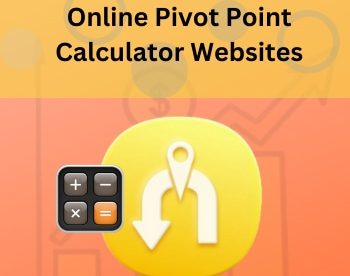 Online Pivot Point
Calculator Websites
+ −
× =